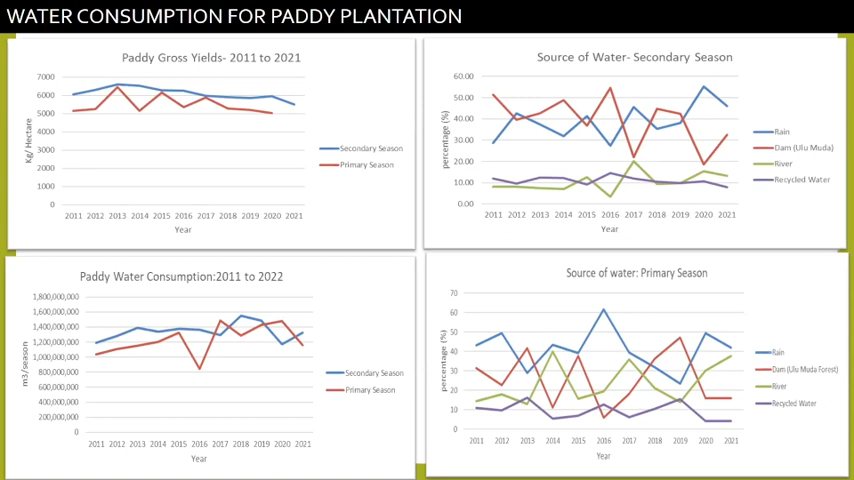 WATER CONSUMPTION FOR PADDY PLANTATION
Paddy Gross Yields- 2011 to 2021
7000
6000
5000
4000
3000
2000
1000
0
Kg/ Hectare
2011 2012 2013 2014 2015 2016 2017 2018 2019 2020 2021
Year
Secondary Season
Primary Season
Source of Water- Secondary Season
60.00
50.00
40.00
30.00
20.00
10.00
0.00
percentage (%)
2011 2012 2013 2014 2015 2016 2017 2018 2019 2020 2021
Year
Rain
Dam (Ulu Muda)
River
Recycled Water
Paddy Water Consumption:2011 to 2022
1,800,000,000
1,600,000,000
1,400,000,000
1,200,000,000
1,000,000,000
800,000,000
600,000,000
400,000,000
200,000,000
0
m3/season
2011 2012 2013 2014 2015 2016 2017 2018 2019 2020 2021
Year
Secondary Season
Primary Season
Source of water: Primary Season
70
60
50
40
30
20
10
0
percentage (%)
2011 2012 2013 2014 2015 2016 2017 2018 2019 2020 2021
Year
Rain
Dam (Ulu Muda Forest)
River
Recycled Water